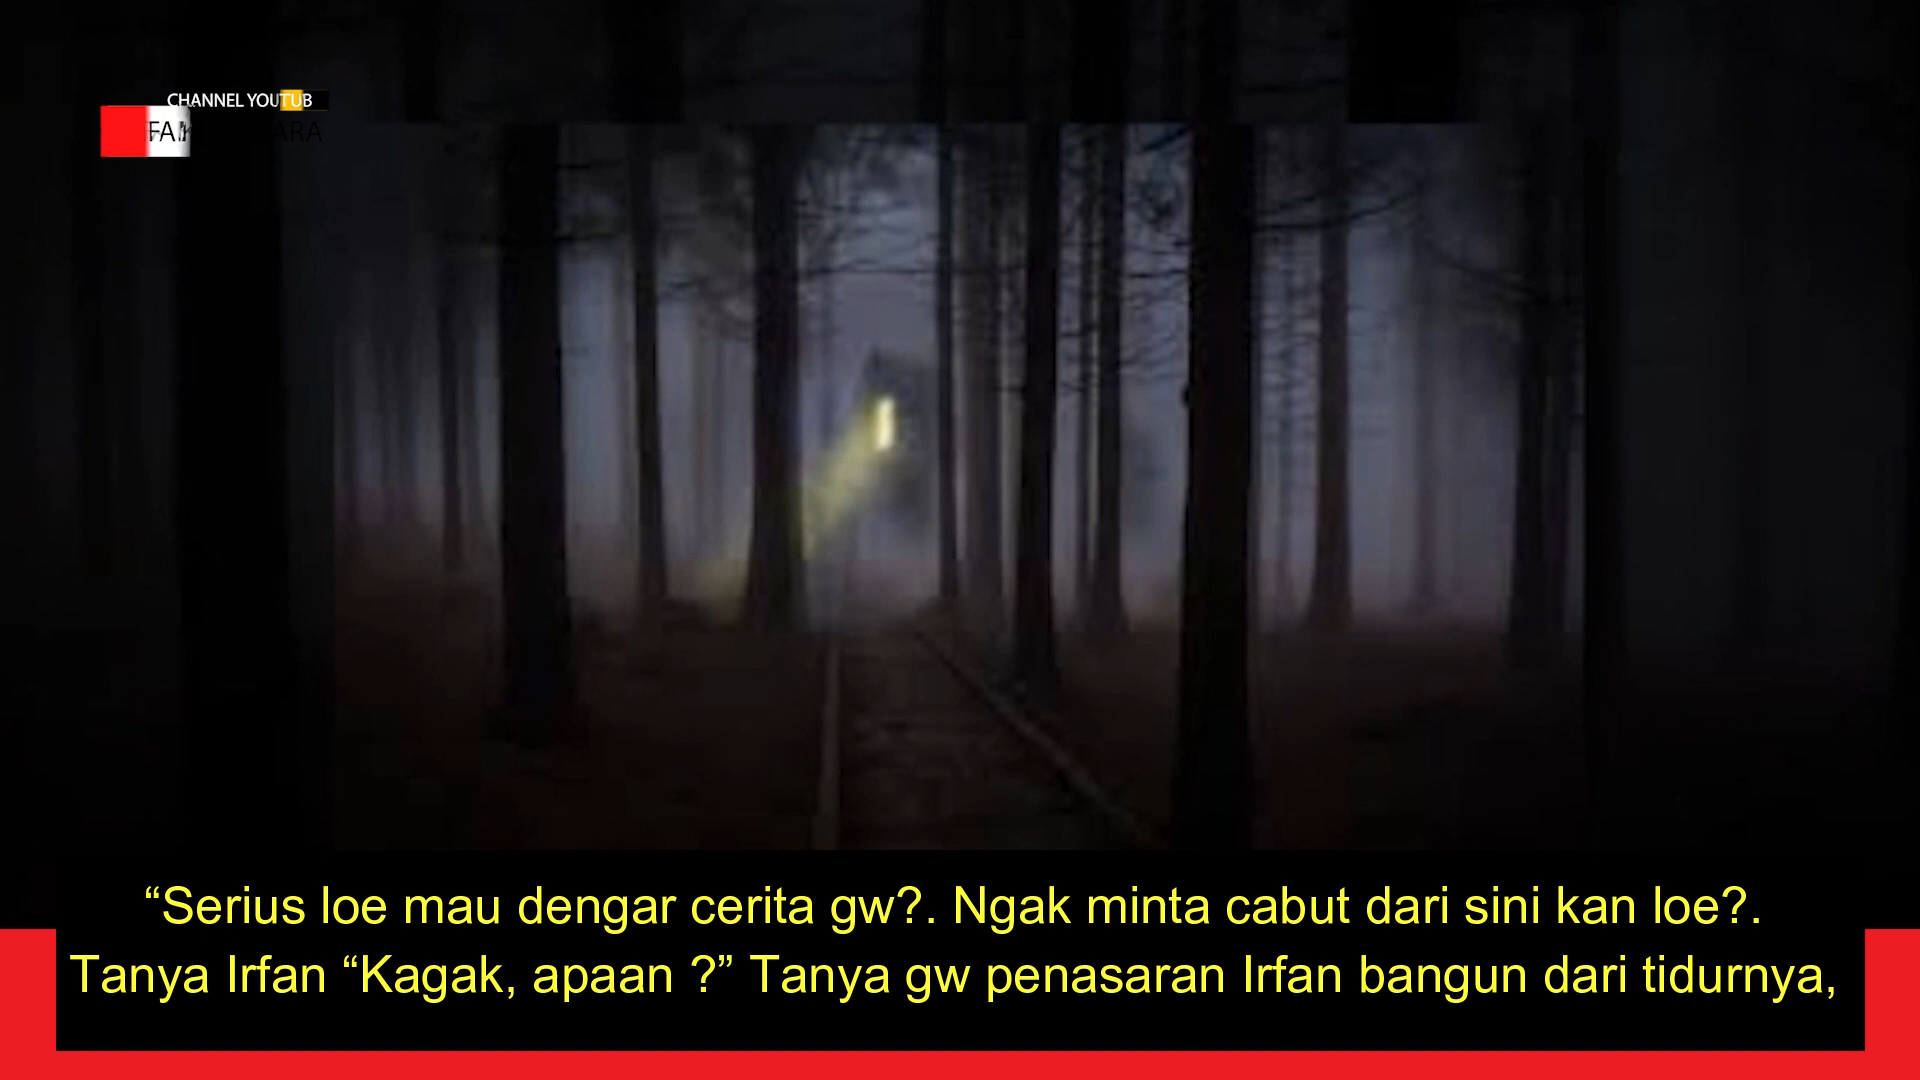 CHANNEL YOUTUB
“Serius loe mau dengar cerita gw?. Ngak minta cabut dari sini kan loe?.
Tanya Irfan “Kagak, apaan ?” Tanya gw penasaran Irfan bangun dari tidurnya,